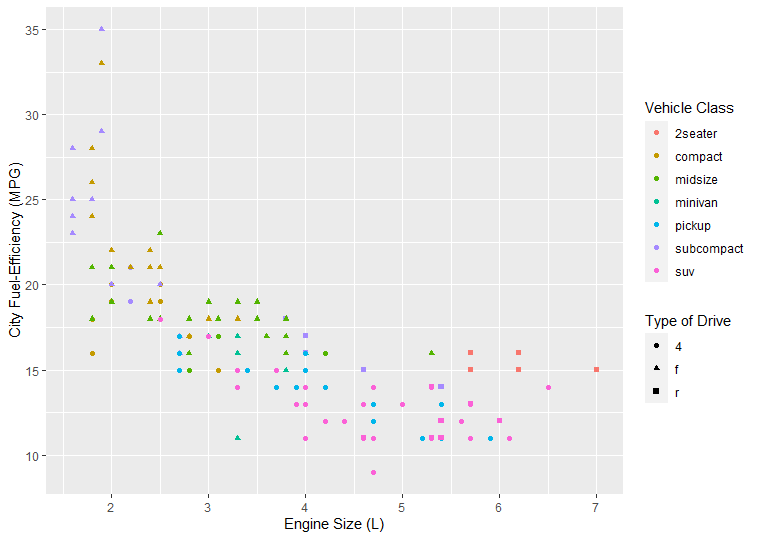 35
30
25
20
15
10
City Fuel-Efficiency (MPG)
2
3
4
5
6
7
Engine Size (L)
Vehicle Class
2seater
compact
midsize
minivan
pickup
subcompact
suv
Type of Drive
4
f
r